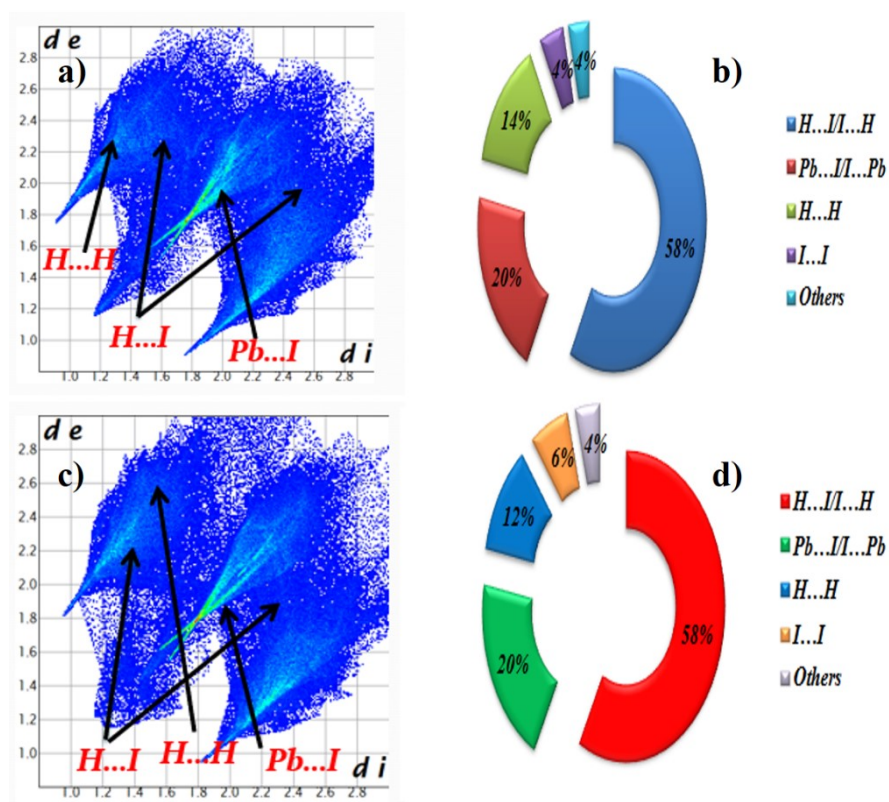 d e
a)
2.8
2.6
2.4
2.2
2.0
1.8
1.6
1.4
1.2
1.0
H...H
H...I
Pb...I
d i
1.0 1.2 1.4 1.6 1.8 2.0 2.2 2.4 2.6 2.8
b)
4%
4%
14%
20%
58%
H...I/I...H
Pb...I/I...Pb
H...H
I...I
Others
d e
c)
2.8
2.6
2.4
2.2
2.0
1.8
1.6
1.4
1.2
1.0
H...I
H...H
Pb...I
d i
1.0 1.2 1.4 1.6 1.8 2.0 2.2 2.4 2.6 2.8
d)
4%
6%
12%
20%
58%
H...I/I...H
Pb...I/I...Pb
H...H
I...I
Others